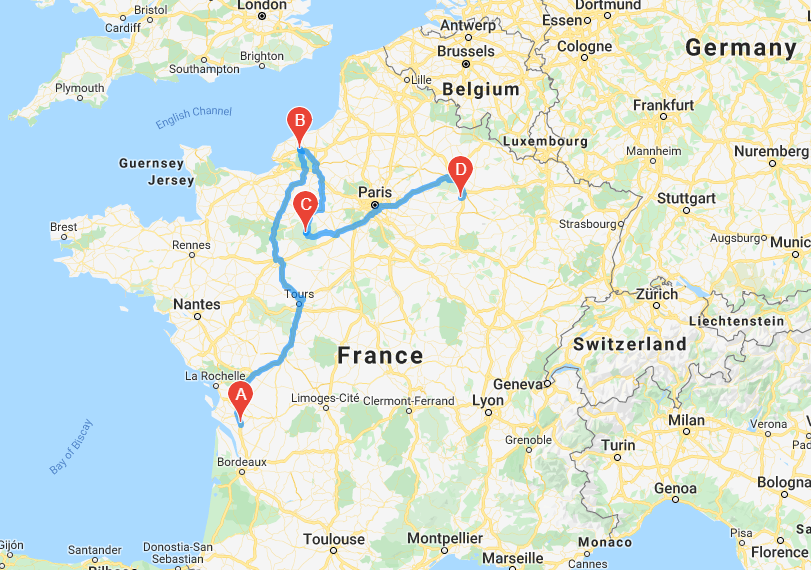 London
Dortmund
Bristol
Essen
Antwerp
Cardiff
Brighton
Southampton
Brussels
Cologne
Germany
Lille
Belgium
Plymouth
English Channel
Frankfurt
B
Luxembourg
Mannheim
Nuremberg
Guernsey
Jersey
D
Paris
C
Stuttgart
Brest
Strasbourg
Augsburg
Munic
Rennes
Tours
Zürich
Nantes
Liechtenstein
Switzerland
France
La Rochelle
Geneva
A
Limoges-Cité
Clermont-Ferrand
Lyon
Milan
Verona
Pad
Bay of Biscay
Grenoble
Turin
Bordeaux
Bologna
Genoa
Sa
Toulouse
Montpellier
Monaco
Pisa
Gijón
Santander
Donostia-San
Sebastian
Marseille
Cannes
Florence